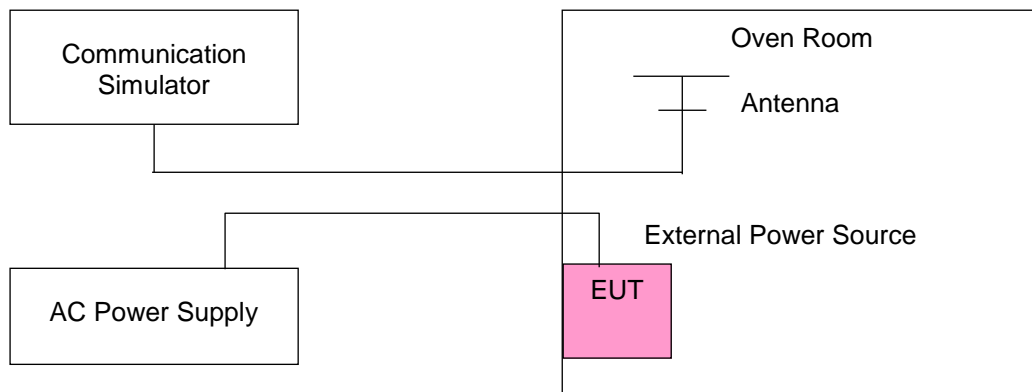 Communication
Simulator
Oven Room
Antenna
External Power Source
AC Power Supply
EUT